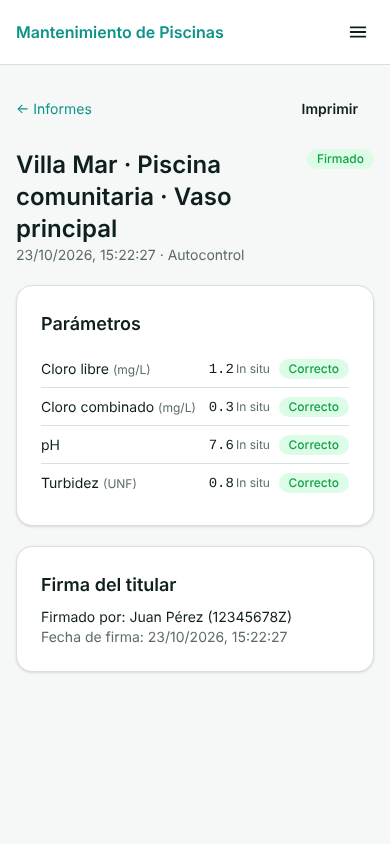 Mantenimiento de Piscinas
← Informes
Imprimir
Villa Mar · Piscina
comunitaria · Vaso
principal
Firmado
23/10/2026, 15:22:27 · Autocontrol
Parámetros
Cloro libre (mg/L) 1.2 In situ Correcto
Cloro combinado (mg/L) 0.3 In situ Correcto
pH 7.6 In situ Correcto
Turbidez (UNF) 0.8 In situ Correcto
Firma del titular
Firmado por: Juan Pérez (12345678Z)
Fecha de firma: 23/10/2026, 15:22:27